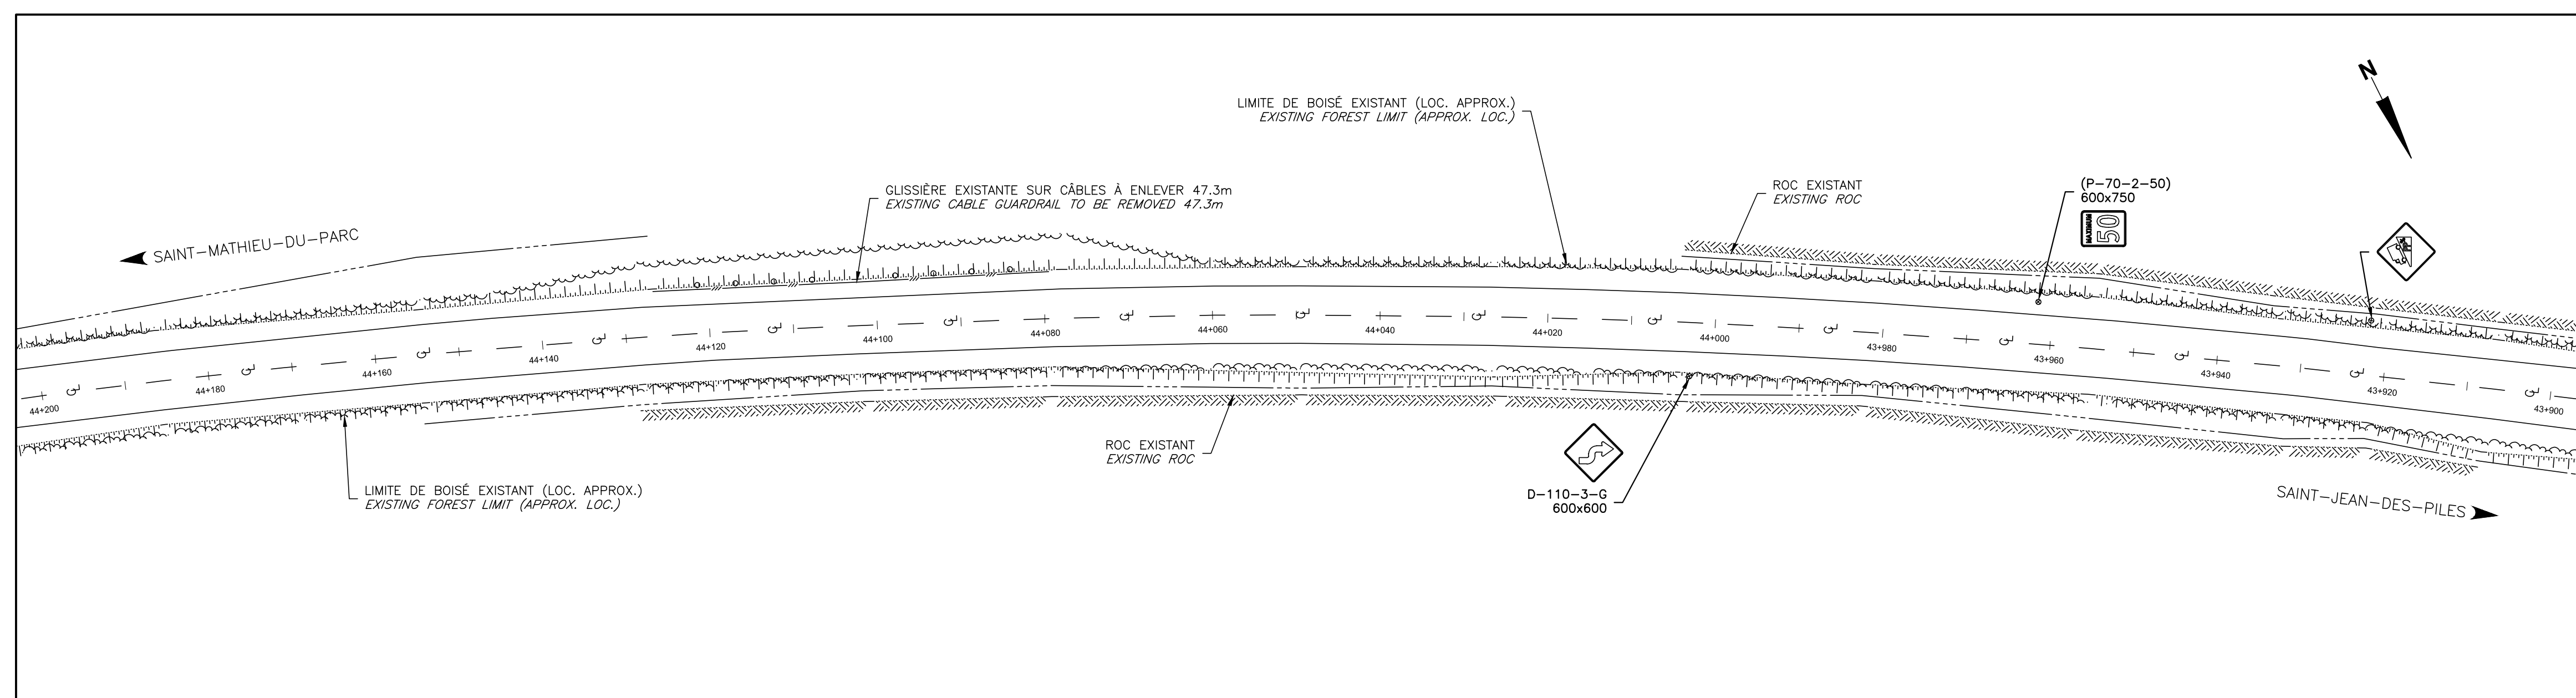 N
LIMITE DE BOISÉ EXISTANT (LOC. APPROX.)
EXISTING FOREST LIMIT (APPROX. LOC.)
GLISSIÈRE EXISTANTE SUR CÂBLES À ENLEVER 47.3m
EXISTING CABLE GUARDRAIL TO BE REMOVED 47.3m
ROC EXISTANT
EXISTING ROC
(P-70-2-50)
600x750
MAXIMUM
50
SAINT-MATHIEU-DU-PARC
44+200
44+180
44+160
44+140
44+120
44+100
44+080
44+060
44+040
44+020
44+000
43+980
43+960
43+940
43+920
43+900
ROC EXISTANT
EXISTING ROC
LIMITE DE BOISÉ EXISTANT (LOC. APPROX.)
EXISTING FOREST LIMIT (APPROX. LOC.)
D-110-3-G
600x600
SAINT-JEAN-DES-PILES